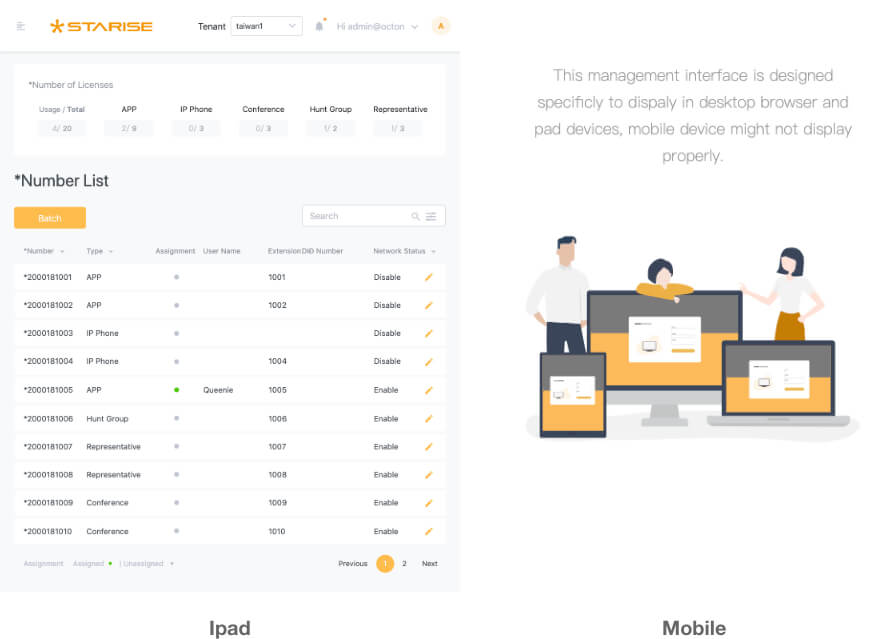 STARISE Tenant taiwan1 Hi admin@octon A
*Number of Licenses
Usage / Total APP IP Phone Conference Hunt Group Representative
4/ 20 2/ 9 0/ 3 0/ 3 1/ 2 1/ 3
*Number List
Batch Search
*Number Type Assignment User Name Extension DID Number Network Status
*2000181001 APP 1001 Disable
*2000181002 APP 1002 Disable
*2000181003 IP Phone Disable
*2000181004 IP Phone 1004 Disable
*2000181005 APP Queenie 1005 Enable
*2000181006 Hunt Group 1006 Enable
*2000181007 Representative 1007 Enable
*2000181008 Representative 1008 Enable
*2000181009 Conference 1009 Enable
*2000181010 Conference 1010 Enable
Assignment Assigned | Unassigned Previous 1 2 Next
Ipad
This management interface is designed
specificly to dispaly in desktop browser and
pad devices, mobile device might not display
properly.
Mobile